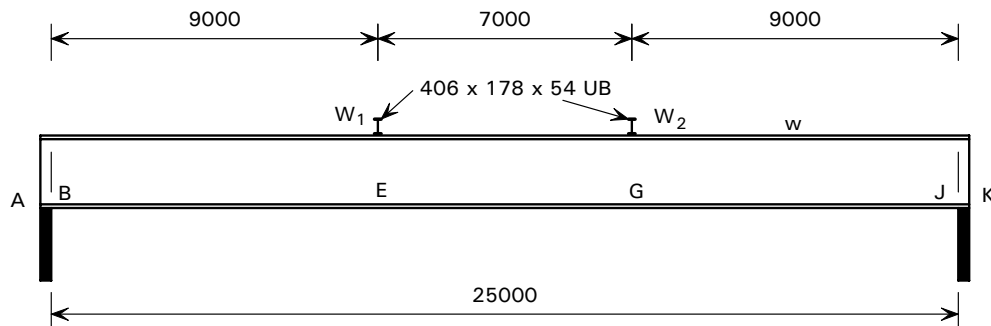 9000 7000 9000
406 x 178 x 54 UB
W1 W2 w
A B E G J K
25000